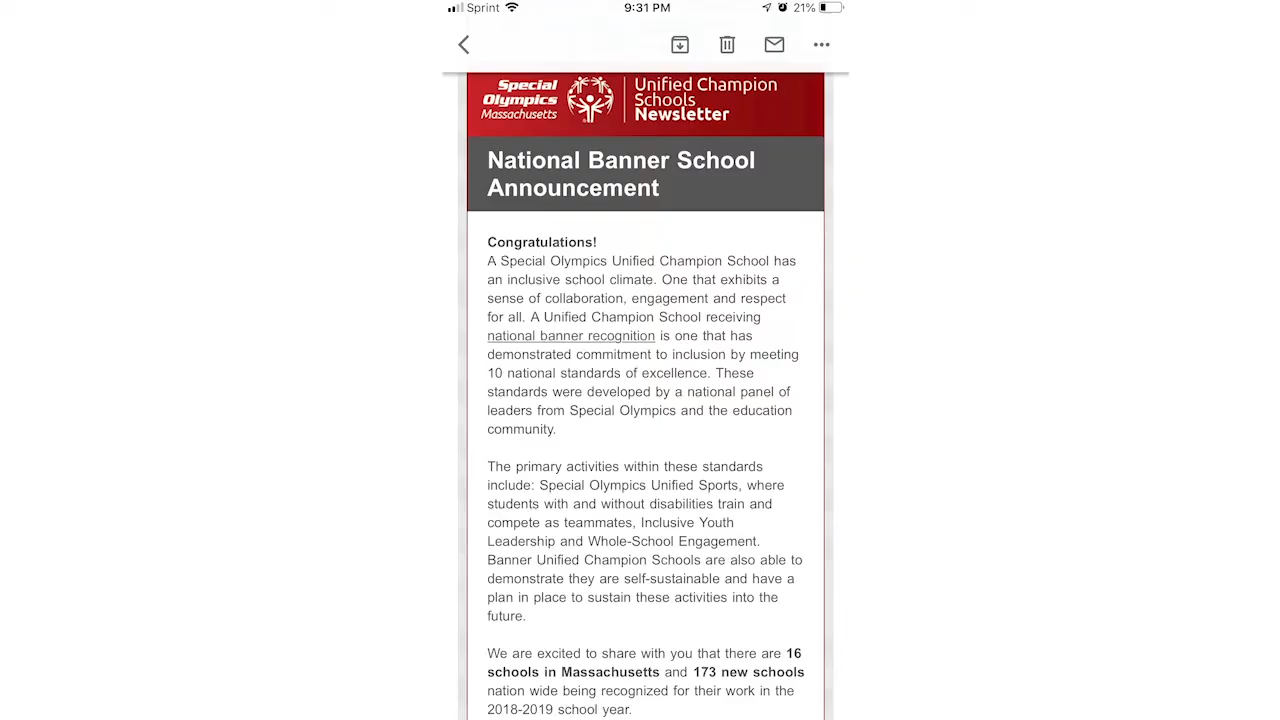 Sprint 9:31 PM 21%
Special
Olympics
Massachusetts
Unified Champion
Schools
Newsletter
National Banner School
Announcement
Congratulations!
A Special Olympics Unified Champion School has
an inclusive school climate. One that exhibits a
sense of collaboration, engagement and respect
for all. A Unified Champion School receiving
national banner recognition is one that has
demonstrated commitment to inclusion by meeting
10 national standards of excellence. These
standards were developed by a national panel of
leaders from Special Olympics and the education
community.
The primary activities within these standards
include: Special Olympics Unified Sports, where
students with and without disabilities train and
compete as teammates, Inclusive Youth
Leadership and Whole-School Engagement.
Banner Unified Champion Schools are also able to
demonstrate they are self-sustainable and have a
plan in place to sustain these activities into the
future.
We are excited to share with you that there are 16
schools in Massachusetts and 173 new schools
nation wide being recognized for their work in the
2018-2019 school year.